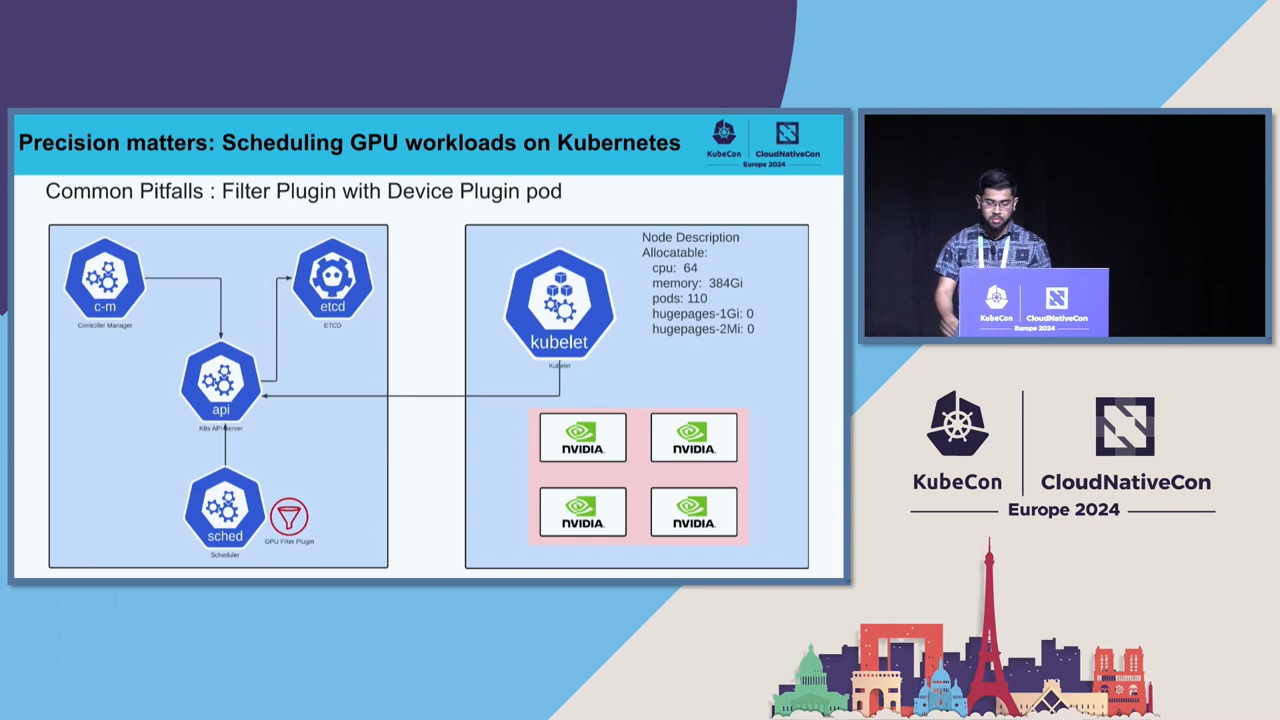 Precision matters: Scheduling GPU workloads on Kubernetes
KubeCon
CloudNativeCon
Europe 2024
Common Pitfalls : Filter Plugin with Device Plugin pod
c-m
Controller Manager
etcd
ETCD
api
K8s API Server
sched
Scheduler
GPU Filter Plugin
kubelet
Kubelet
Node Description
Allocatable:
cpu: 64
memory: 384Gi
pods: 110
hugepages-1Gi: 0
hugepages-2Mi: 0
NVIDIA
NVIDIA
NVIDIA
NVIDIA
KubeCon
CloudNativeCon
Europe 2024
KubeCon
CloudNativeCon
Europe 2024